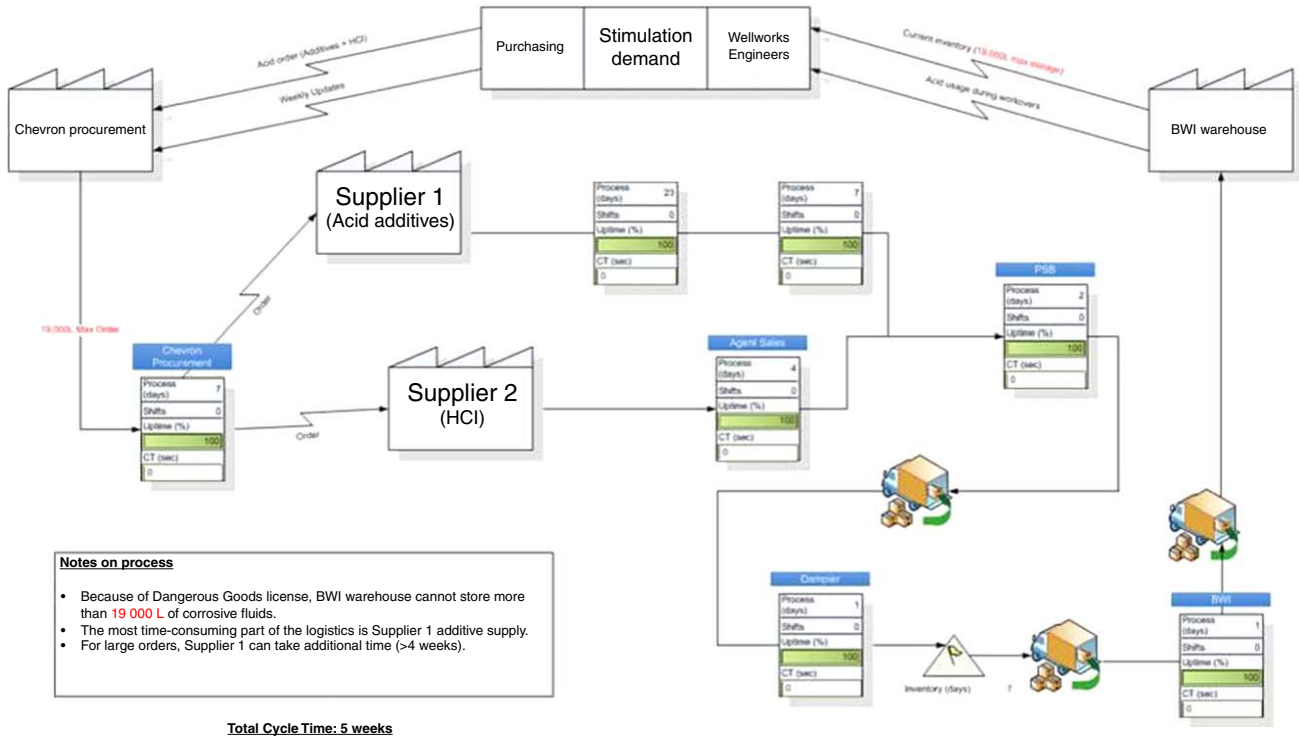 Purchasing
Stimulation
demand
Wellworks
Engineers
Acid order (Additives + HCl)
Weekly Updates
Current inventory (19,000L max storage)
Acid usage during workovers
Chevron procurement
BWI warehouse
Supplier 1
(Acid additives)
Process
(days) 23
Shifts 0
Uptime (%)
100
CT (sec)
0
Process
(days) 7
Shifts 0
Uptime (%)
100
CT (sec)
0
PSB
Process
(days) 2
Shifts 0
Uptime (%)
100
CT (sec)
0
Order
19,000L Max Order
Chevron
Procurement
Process
(days) 7
Shifts 0
Uptime (%)
100
CT (sec)
0
Order
Supplier 2
(HCl)
Agent Sales
Process
(days) 4
Shifts 0
Uptime (%)
100
CT (sec)
0
Notes on process
• Because of Dangerous Goods license, BWI warehouse cannot store more
than 19 000 L of corrosive fluids.
• The most time-consuming part of the logistics is Supplier 1 additive supply.
• For large orders, Supplier 1 can take additional time (>4 weeks).
Total Cycle Time: 5 weeks
Dampier
Process
(days) 1
Shifts 0
Uptime (%)
100
CT (sec)
0
Inventory (days) 7
BWI
Process
(days) 1
Shifts 0
Uptime (%)
100
CT (sec)
0